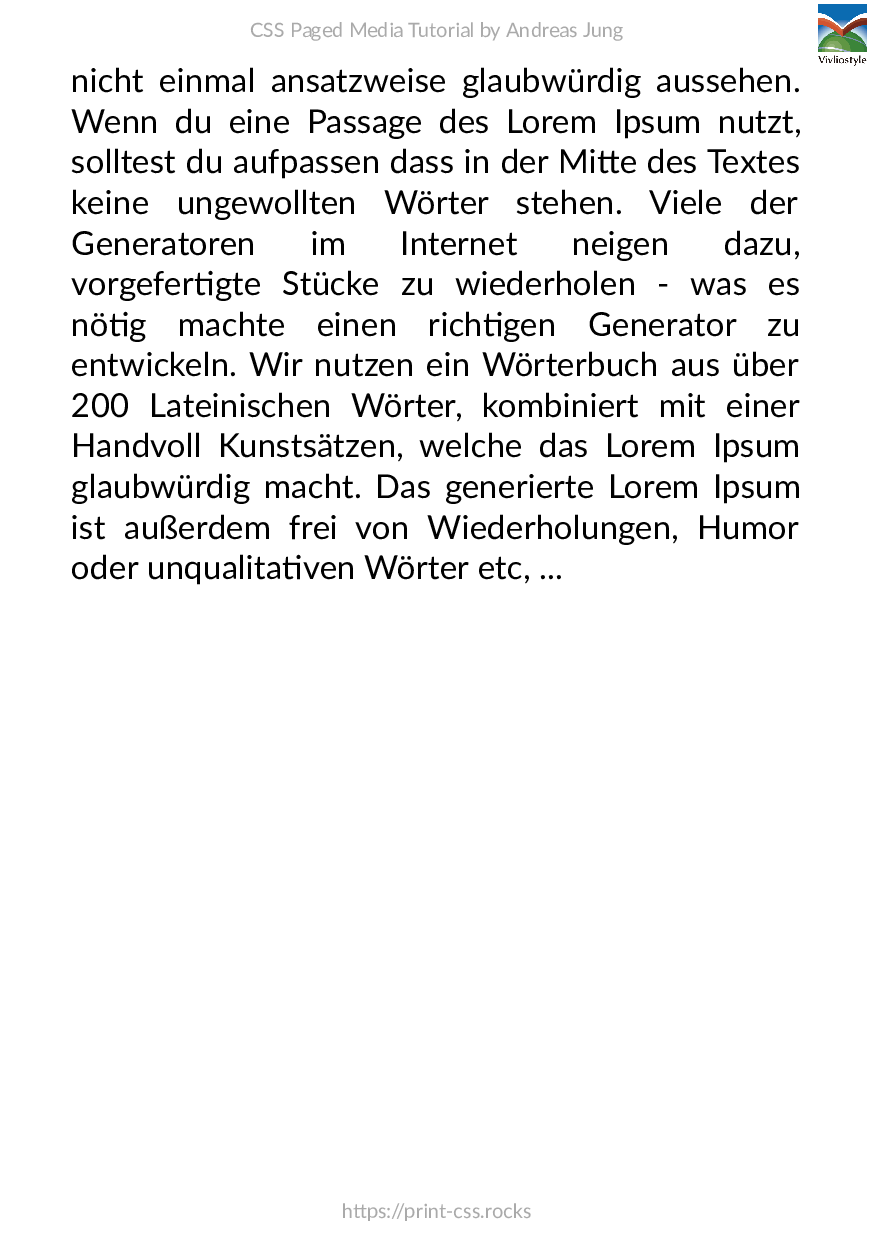 CSS Paged Media Tutorial by Andreas Jung
Vivliostyle
nicht einmal ansatzweise glaubwürdig aussehen.
Wenn du eine Passage des Lorem Ipsum nutzt,
solltest du aufpassen dass in der Mitte des Textes
keine ungewollten Wörter stehen. Viele der
Generatoren im Internet neigen dazu,
vorgefertigte Stücke zu wiederholen - was es
nötig machte einen richtigen Generator zu
entwickeln. Wir nutzen ein Wörterbuch aus über
200 Lateinischen Wörter, kombiniert mit einer
Handvoll Kunstsätzen, welche das Lorem Ipsum
glaubwürdig macht. Das generierte Lorem Ipsum
ist außerdem frei von Wiederholungen, Humor
oder unqualitativen Wörter etc, ...
https://print-css.rocks